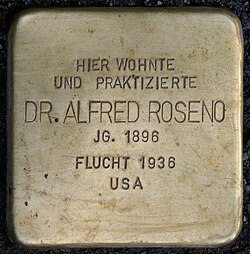 HIER WOHNTE
UND PRAKTIZIERTE
DR. ALFRED ROSENO
JG. 1896
FLUCHT 1936
USA